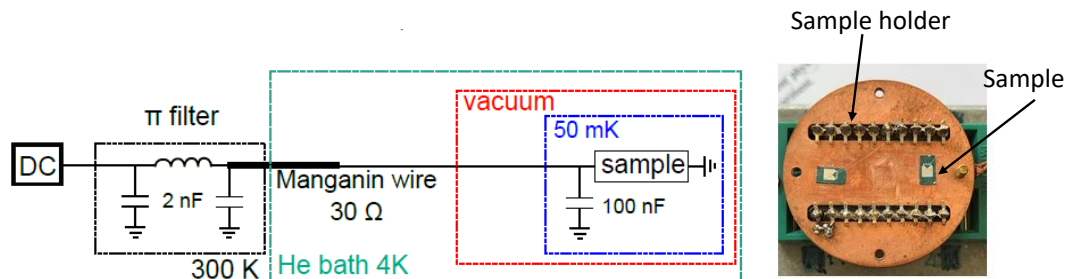 Sample holder
Sample
π filter
DC
2 nF
300 K
Manganin wire
30 Ω
He bath 4K
vacuum
50 mK
sample
100 nF